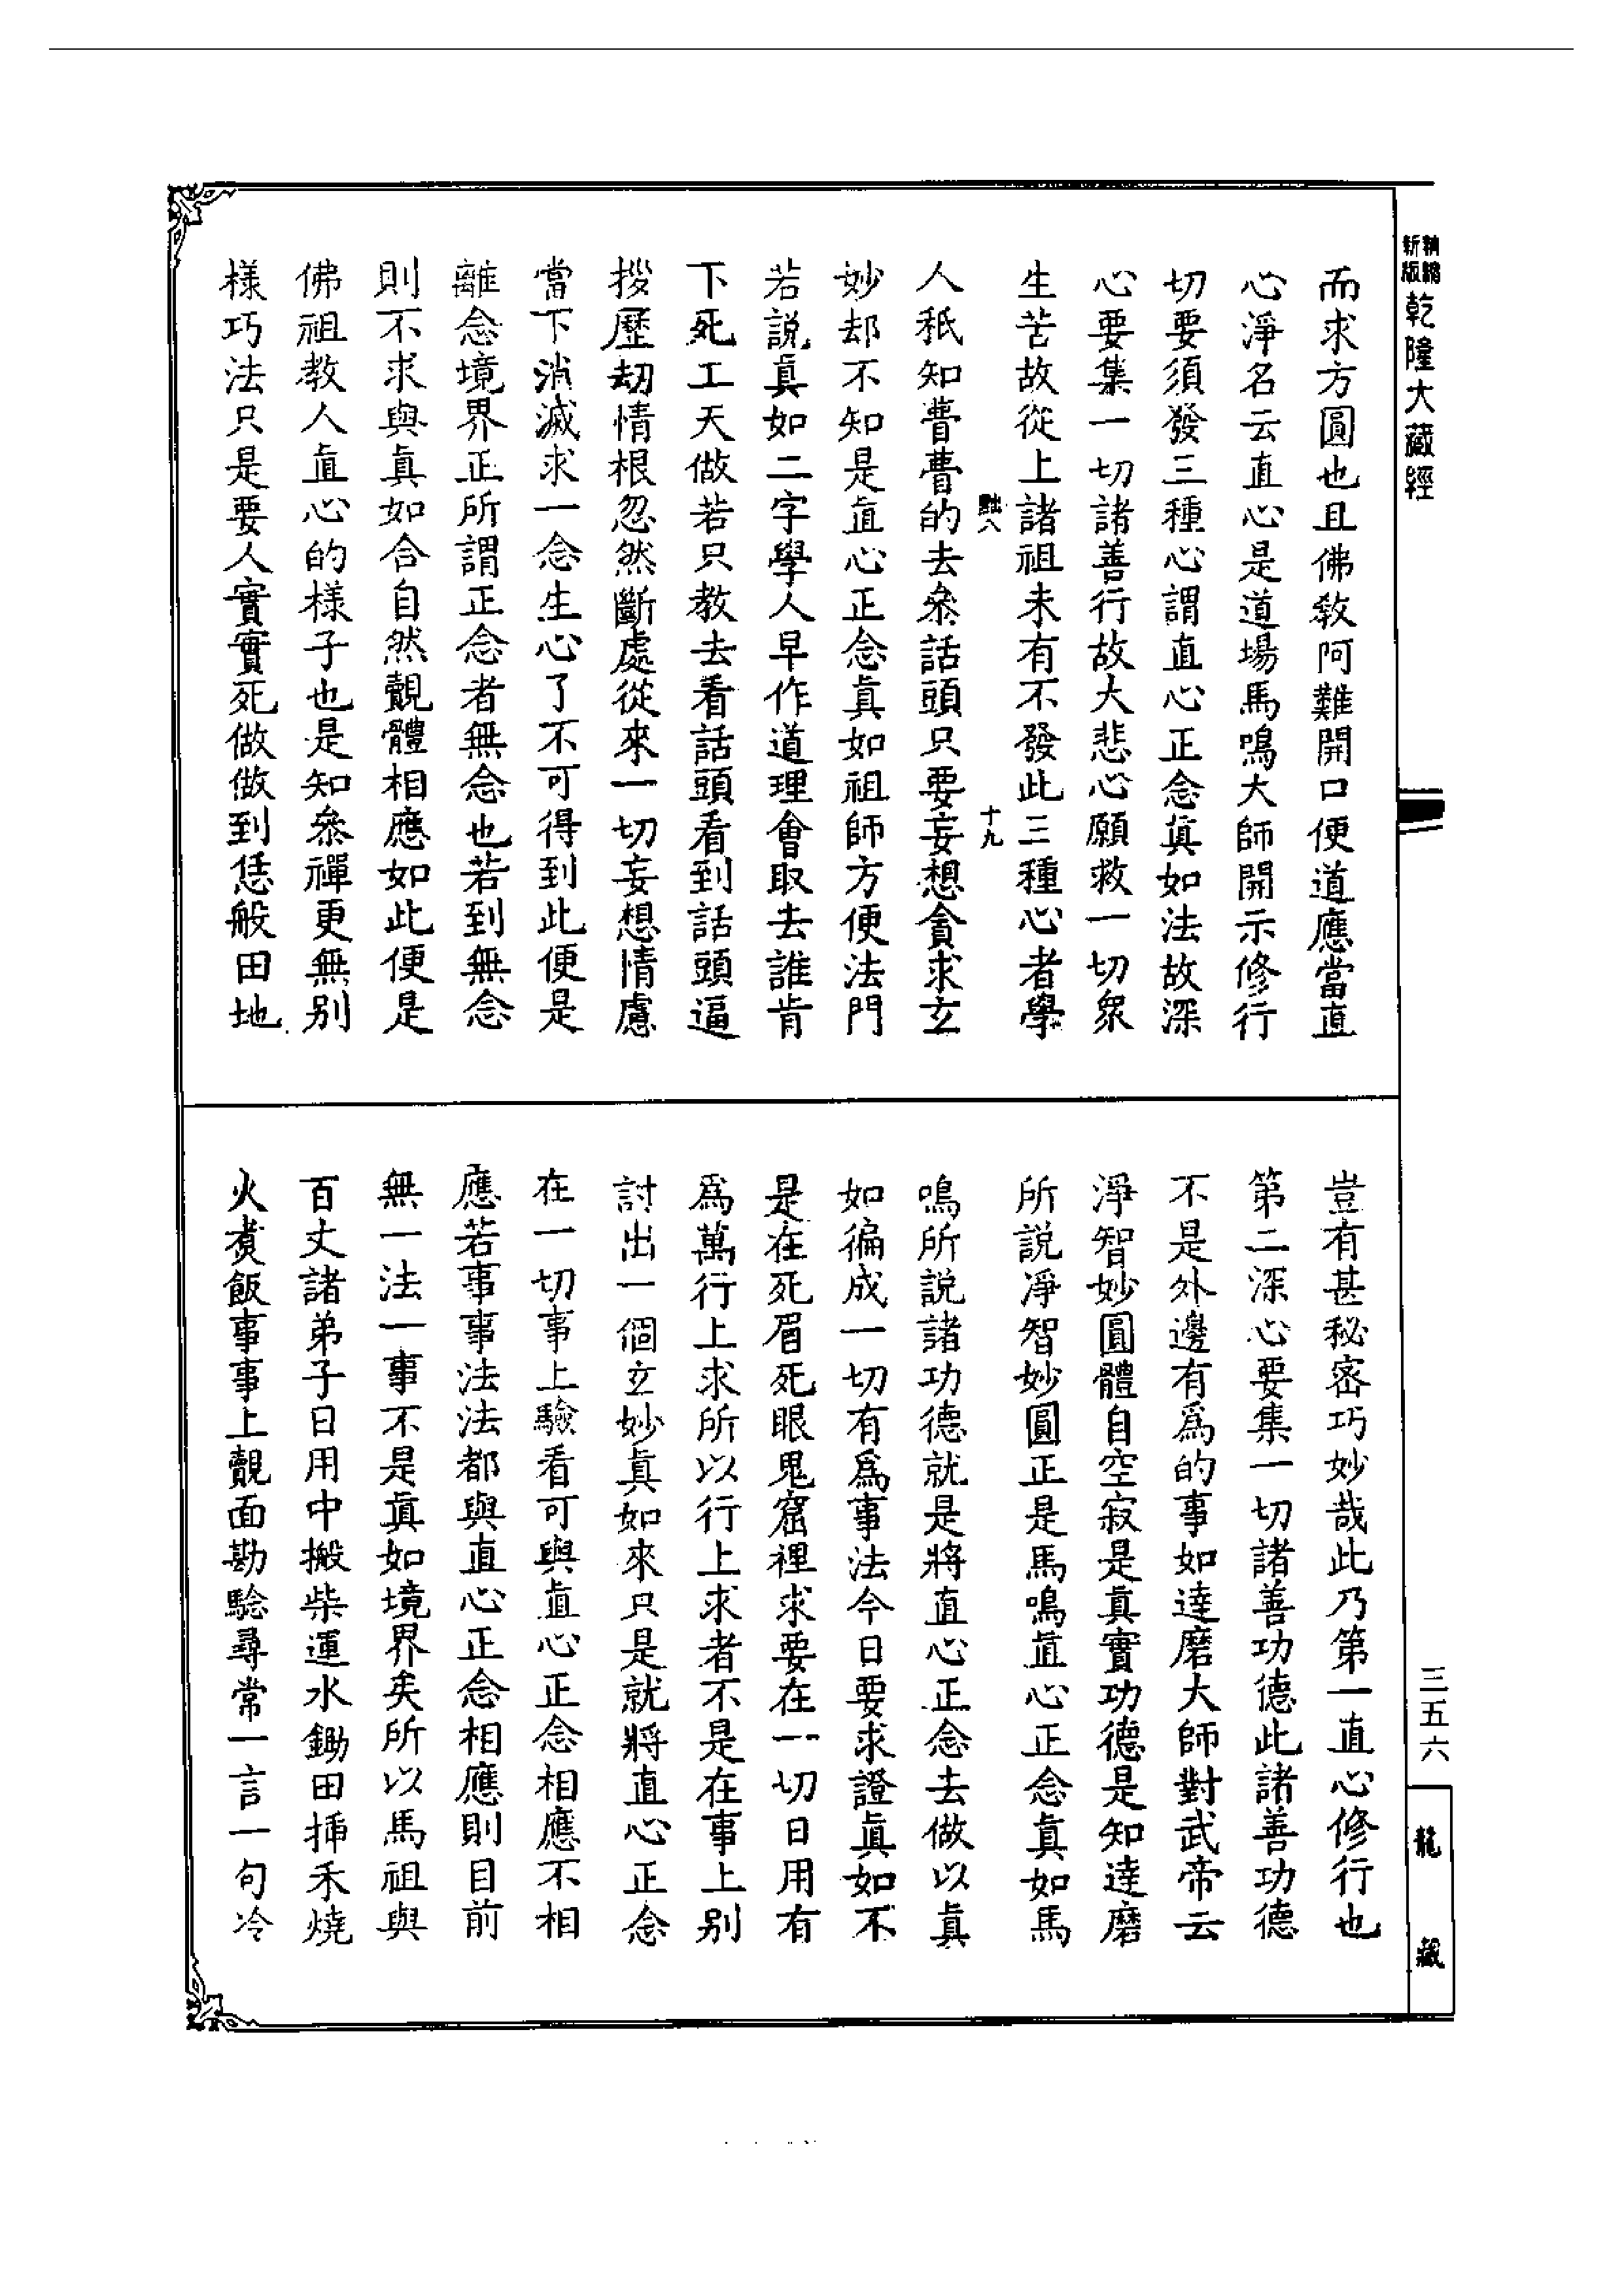 精縮新版乾隆大藏經
而求方圓也且佛教阿難開口便道應當直
心淨名云直心是道場馬鳴大師開示修行
切要須發三種心謂直心正念眞如法故深
心要集一切諸善行故大悲心願救一切衆
生苦故從上諸祖未有不發此三種心者學
十九
人秖知瞢瞢的去叅話頭只要妄想貪求玄
妙却不知是直心正念眞如祖師方便法門
若說眞如二字學人早作道理會取去誰肯
下死工夫做若只教去看話頭看到話頭逼
拶歷劫情根忽然斷處從來一切妄想情慮
當下消滅求一念生心了不可得到此便是
離念境界正所謂正念者無念也若到無念
則不求與眞如合自然覿體相應如此便是
佛祖教人直心的樣子也是知叅禪更無别
樣巧法只是要人實實死做做到恁般田地
豈有甚秘密巧妙哉此乃第一直心修行也
第二深心要集一切諸善功德此諸善功德
不是外邊有爲的事如達磨大師對武帝云
淨智妙圓體自空寂是眞實功德是知達磨
所說淨智妙圓正是馬鳴直心正念眞如馬
鳴所說諸功德就是將直心正念去做以眞
如徧成一切有爲事法今日要求證眞如不
是在死眉死眼鬼窟裡求要在一切日用有
爲萬行上求所以行上求者不是在事上别
討出一個玄妙眞如來只是就將直心正念
在一切事上驗看可與直心正念相應不相
應若事事法法都與直心正念相應則目前
無一法一事不是眞如境界矣所以馬祖與
百丈諸弟子日用中搬柴運水鋤田揷禾燒
火煑飯事事上覿面勘驗尋常一言一句冷
三五六
龍藏